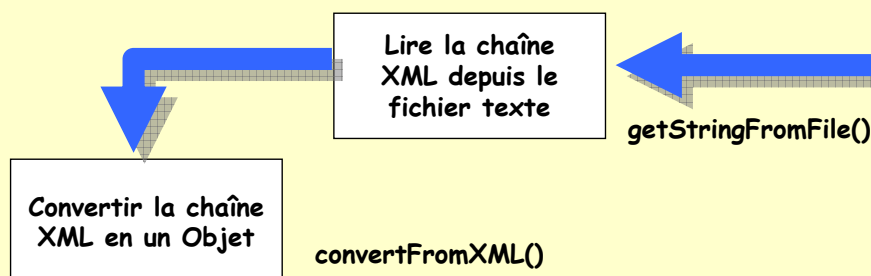 Lire la chaîne
XML depuis le
fichier texte
getStringFromFile()
Convertir la chaîne
XML en un Objet
convertFromXML()